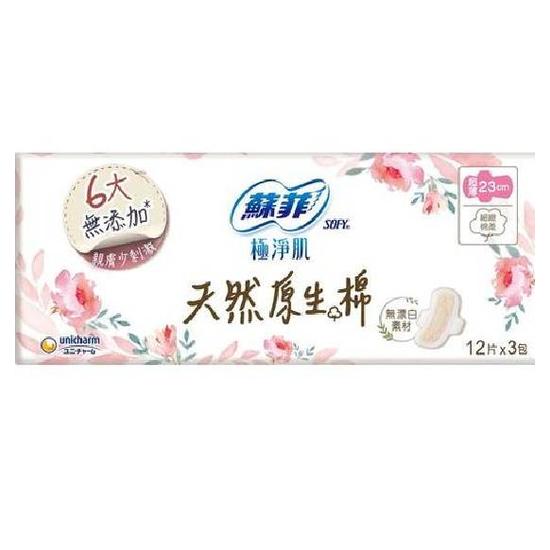 6大
無添加*
親膚少刺激
蘇菲
SOFY®
極淨肌
天然原生棉
超薄23cm
細緻
棉柔
無漂白
素材
unicharm
ユニ・チャーム
12片x3包